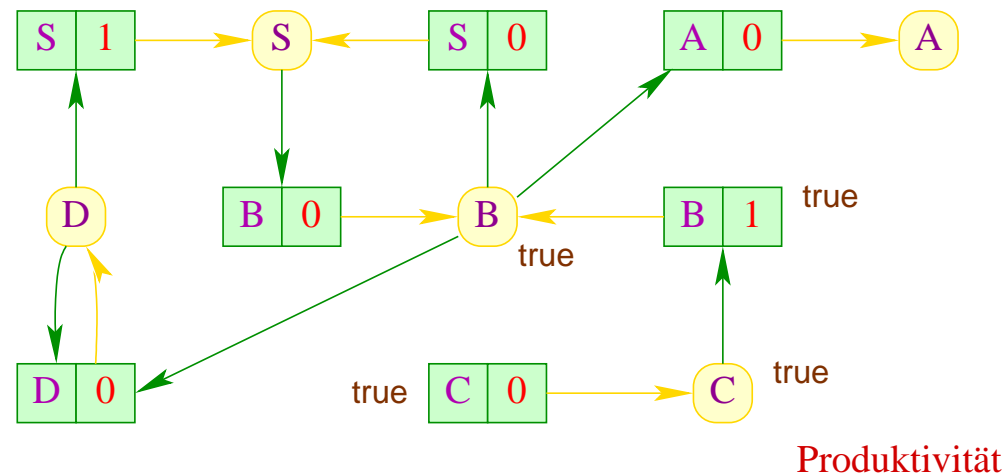 S 1 S S 0 A 0 A
D B 0 B B 1 true
true
D 0 true C 0 C true
Produktivität